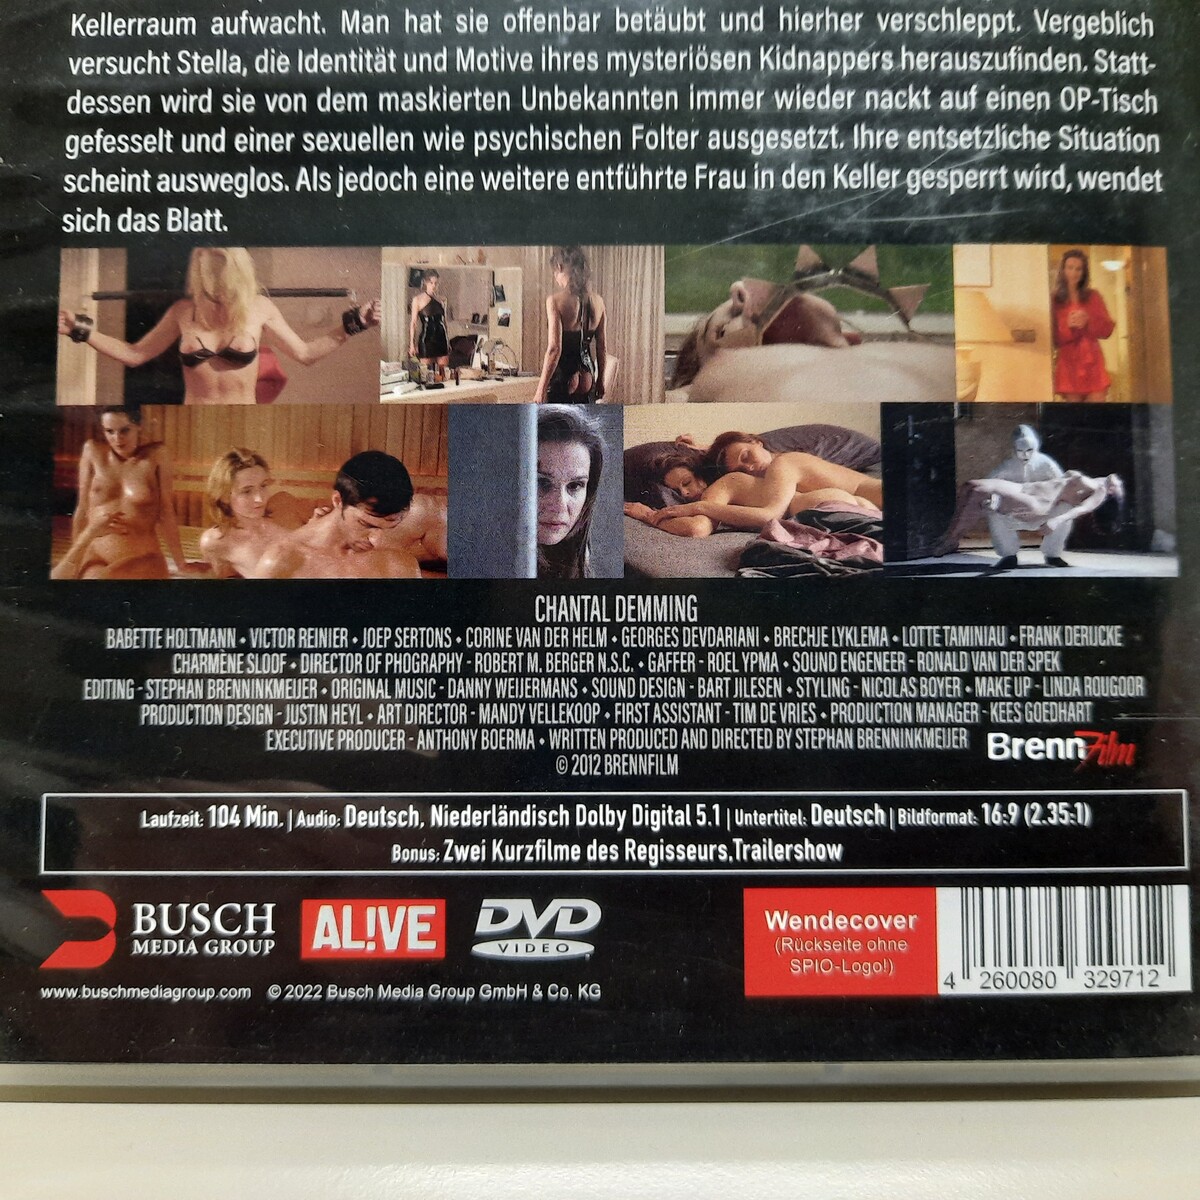 Kellerraum aufwacht. Man hat sie offenbar betäubt und hierher verschleppt. Vergeblich
versucht Stella, die Identität und Motive ihres mysteriösen Kidnappers herauszufinden. Statt-
dessen wird sie von dem maskierten Unbekannten immer wieder nackt auf einen OP-Tisch
gefesselt und einer sexuellen wie psychischen Folter ausgesetzt. Ihre entsetzliche Situation
scheint ausweglos. Als jedoch eine weitere entführte Frau in den Keller gesperrt wird, wendet
sich das Blatt.
CHANTAL DEMMING
BABETTE HOLTMANN • VICTOR REINIER • JOEP SERTONS • CORINE VAN DER HELM • GEORGES DEVDARIANI • BRECHJE LYKLEMA • LOTTE TAMINIAU • FRANK DERIJCKE
CHARMÈNE SLOOF • DIRECTOR OF PHOGRAPHY - ROBERT M. BERGER N.S.C. • GAFFER - ROEL YPMA • SOUND ENGENEER - RONALD VAN DER SPEK
EDITING - STEPHAN BRENNINKMEIJER • ORIGINAL MUSIC - DANNY WEIJERMANS • SOUND DESIGN - BART JILESEN • STYLING - NICOLAS BOYER • MAKE UP - LINDA ROUGOOR
PRODUCTION DESIGN - JUSTIN HEYL • ART DIRECTOR - MANDY VELLEKOOP • FIRST ASSISTANT - TIM DE VRIES • PRODUCTION MANAGER - KEES GOEDHART
EXECUTIVE PRODUCER - ANTHONY BOERMA • WRITTEN PRODUCED AND DIRECTED BY STEPHAN BRENNINKMEIJER
BrennFilm
© 2012 BRENNFILM
Laufzeit: 104 Min. | Audio: Deutsch, Niederländisch Dolby Digital 5.1 | Untertitel: Deutsch | Bildformat: 16:9 (2.35:1)
Bonus: Zwei Kurzfilme des Regisseurs,Trailershow
BUSCH
MEDIA GROUP
AL!VE
DVD
VIDEO
Wendecover
(Rückseite ohne
SPIO-Logo!)
4 260080 329712
www.buschmediagroup.com © 2022 Busch Media Group GmbH & Co. KG